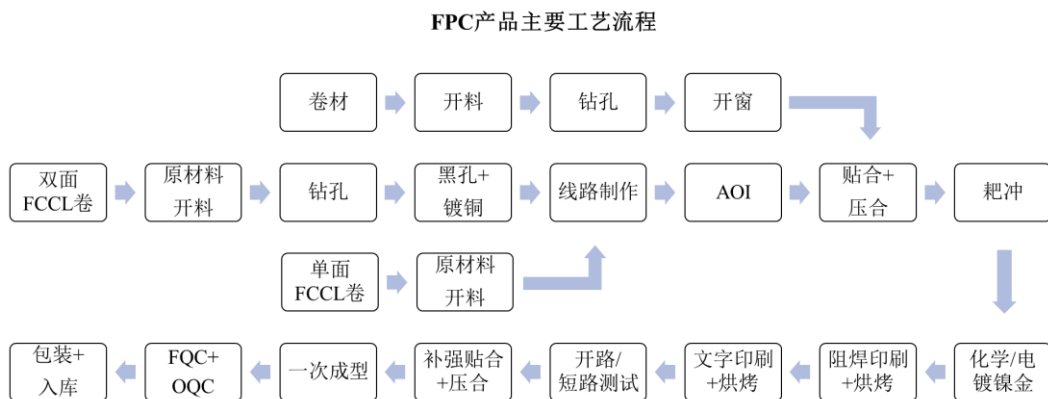 FPC产品主要工艺流程
卷材
开料
钻孔
开窗
双面
FCCL卷
原材料
开料
钻孔
黑孔+
镀铜
线路制作
AOI
贴合+
压合
耙冲
单面
FCCL卷
原材料
开料
包装+
入库
FQC+
OQC
一次成型
补强贴合
+压合
开路/
短路测试
文字印刷
+烘烤
阻焊印刷
+烘烤
化学/电
镀镍金